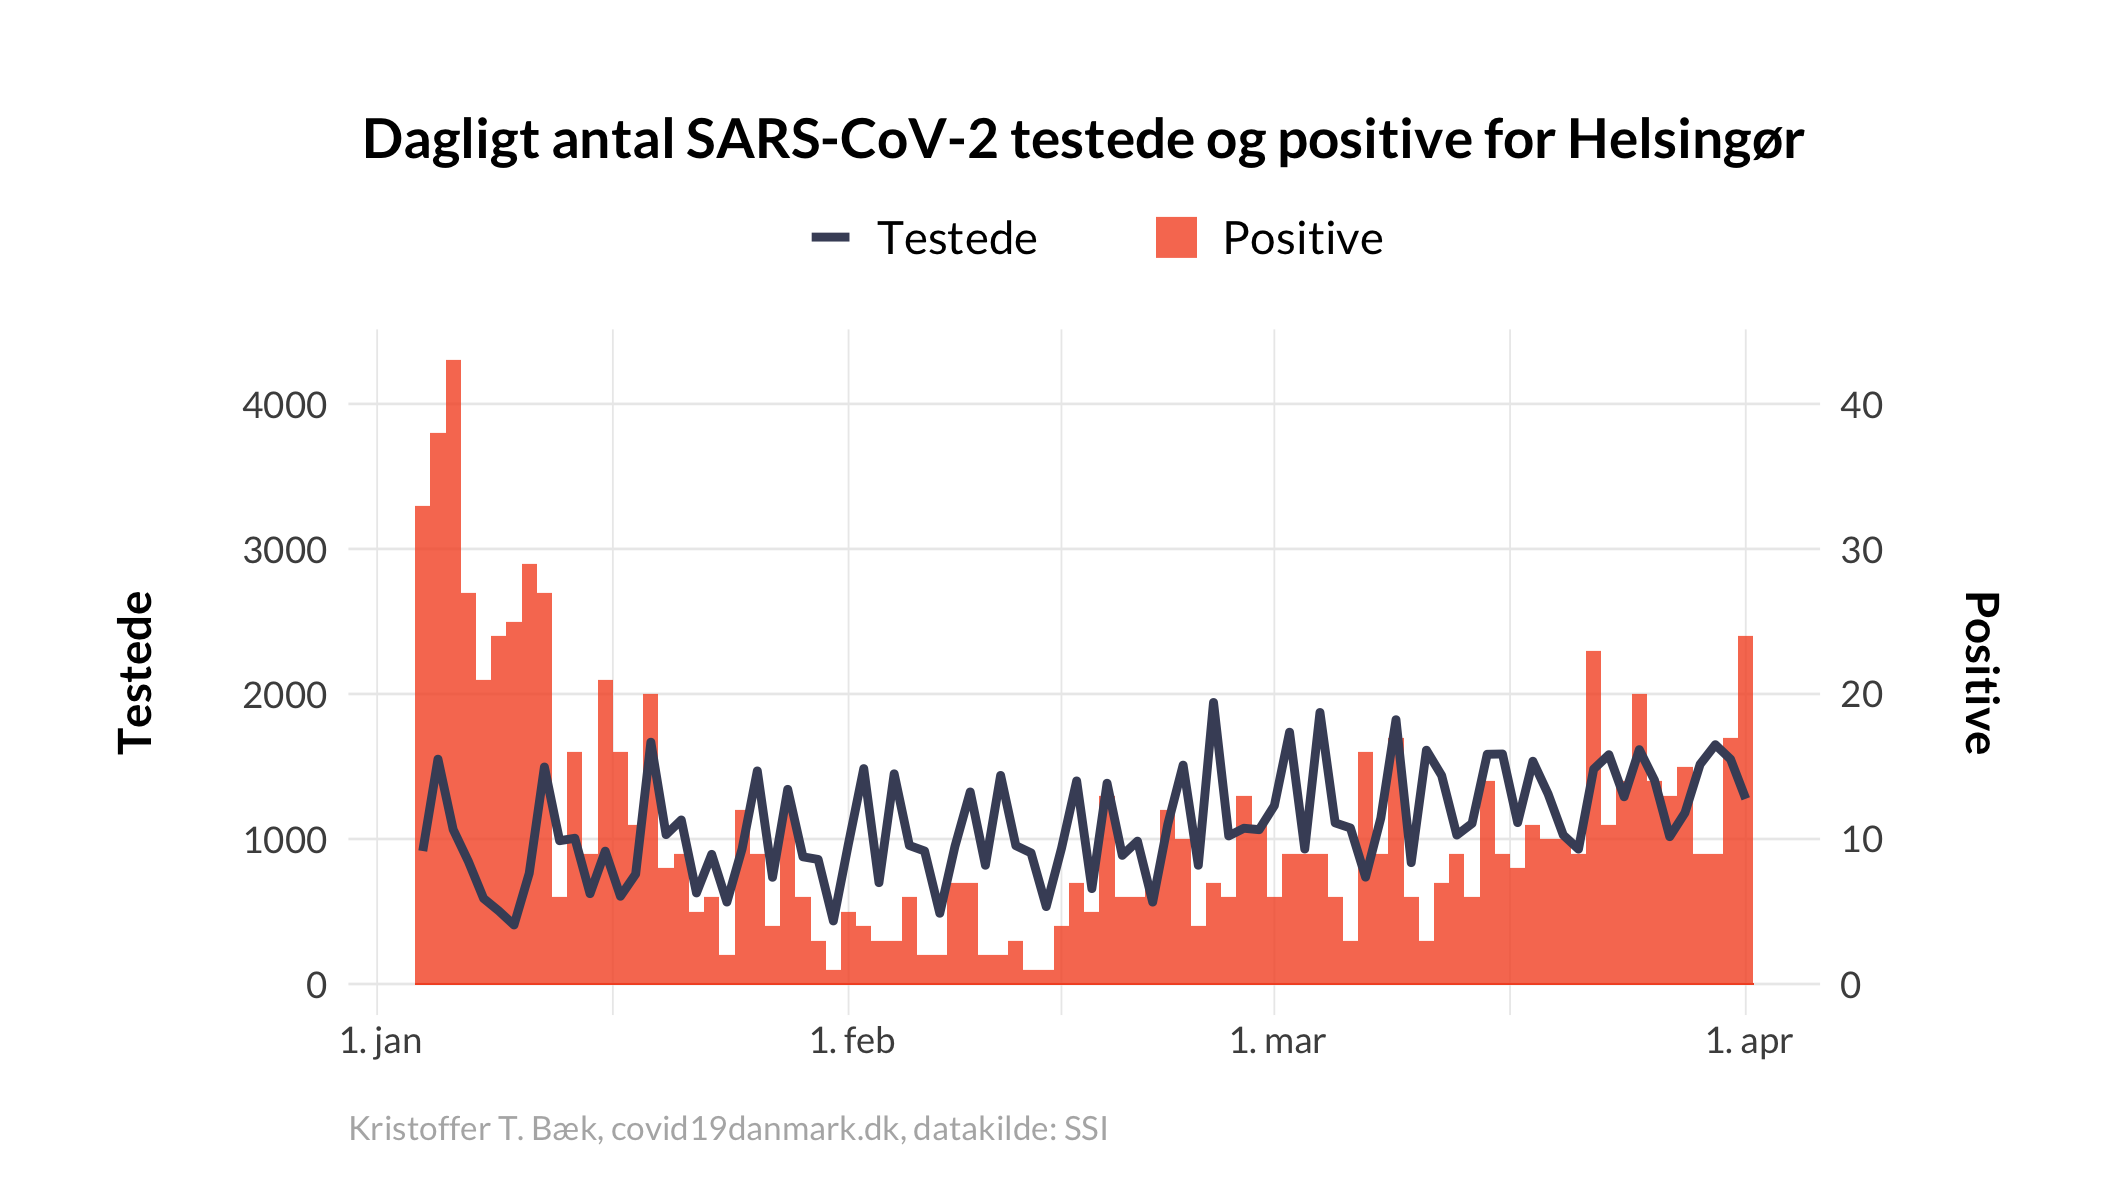 Dagligt antal SARS-CoV-2 testede og positive for Helsingør
Testede
Positive
Testede
4000
3000
2000
1000
0
40
30
20
10
0
Positive
1. jan
1. feb
1. mar
1. apr
Kristoffer T. Bæk, covid19danmark.dk, datakilde: SSI